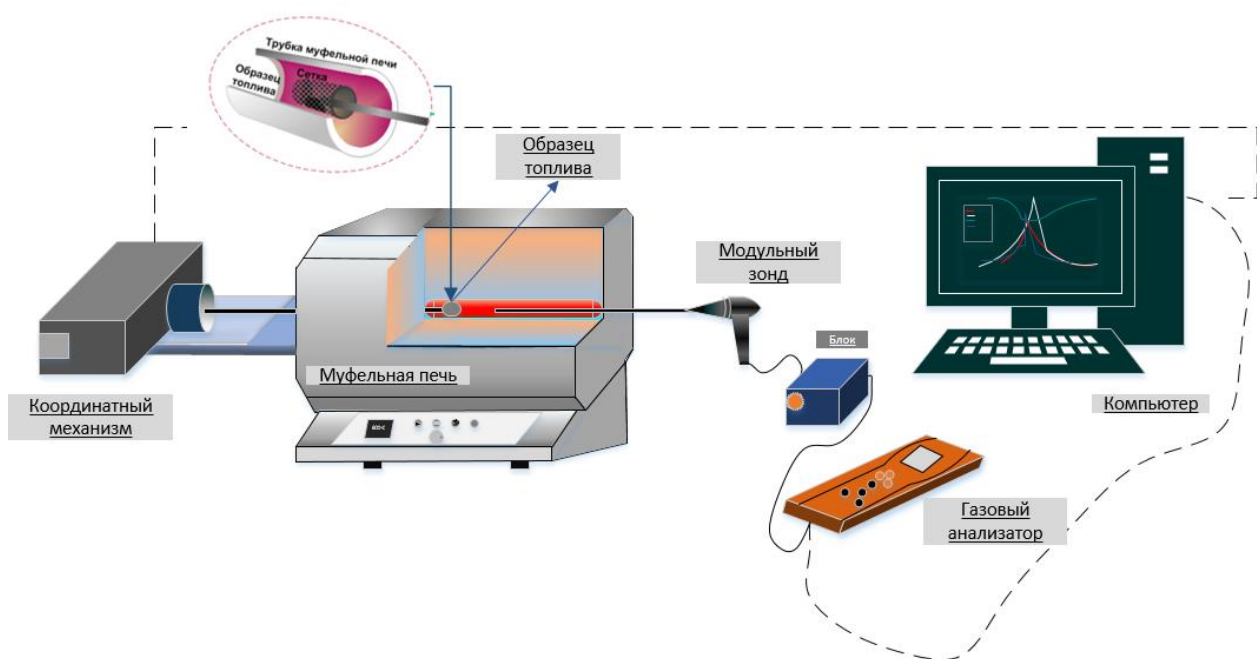 Трубка муфельной печи
Сетка
Образец
топлива
Образец
топлива
Модульный
зонд
Блок
Муфельная печь
Координатный
механизм
Компьютер
Газовый
анализатор